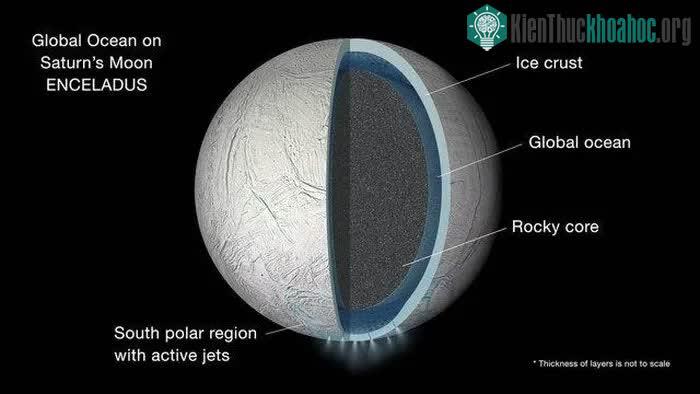 KienThuckhoahoc.org
Global Ocean on
Saturn's Moon
ENCELADUS
Ice crust
Global ocean
Rocky core
South polar region
with active jets
* Thickness of layers is not to scale